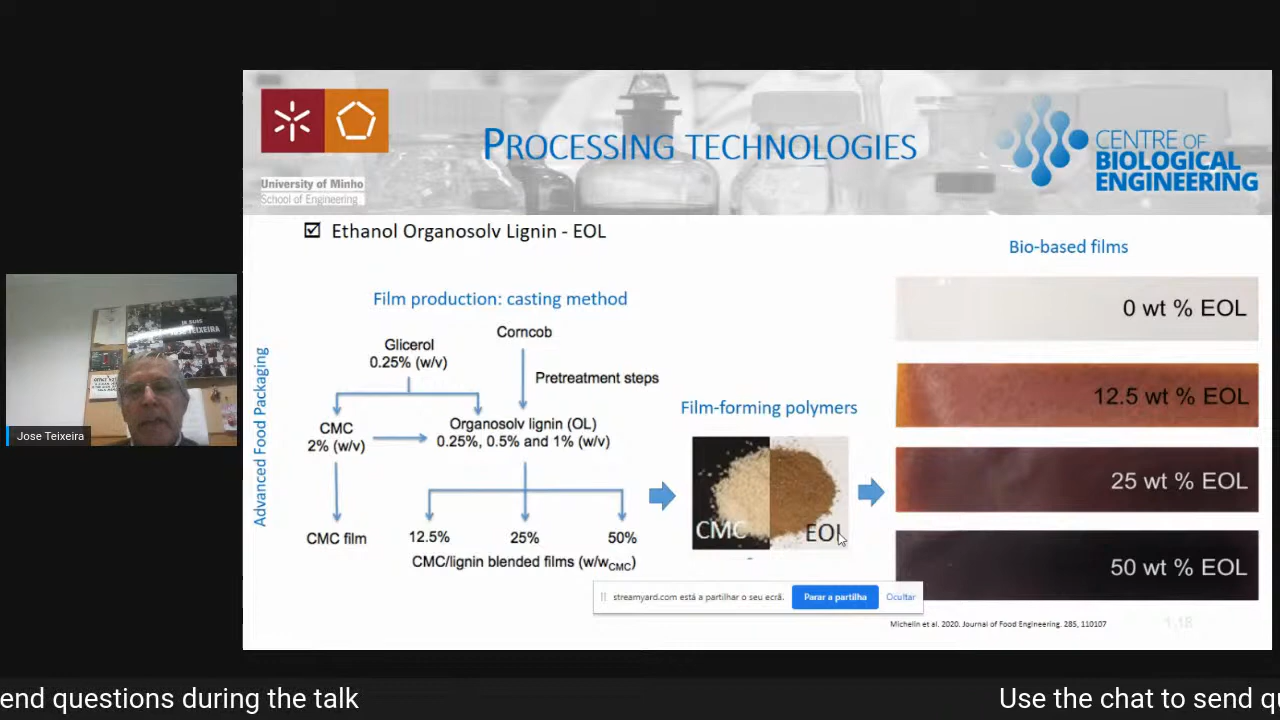 PROCESSING TECHNOLOGIES
University of Minho
School of Engineering
CENTRE OF
BIOLOGICAL
ENGINEERING
Ethanol Organosolv Lignin - EOL
Bio-based films
Film production: casting method
Corncob
Glicerol
0.25% (w/v)
Pretreatment steps
CMC
2% (w/v)
Organosolv lignin (OL)
0.25%, 0.5% and 1% (w/v)
CMC film
12.5%
25%
50%
CMC/lignin blended films (w/wCMC)
Advanced Food Packaging
Film-forming polymers
CMC
EOL
0 wt % EOL
12.5 wt % EOL
25 wt % EOL
50 wt % EOL
streamyard.com está a partilhar o seu ecrã.
Parar a partilha
Ocultar
Michelin et al. 2020. Journal of Food Engineering. 285, 110107
1.18
TEIXEIRA
Jose Teixeira
end questions during the talk
Use the chat to send qu